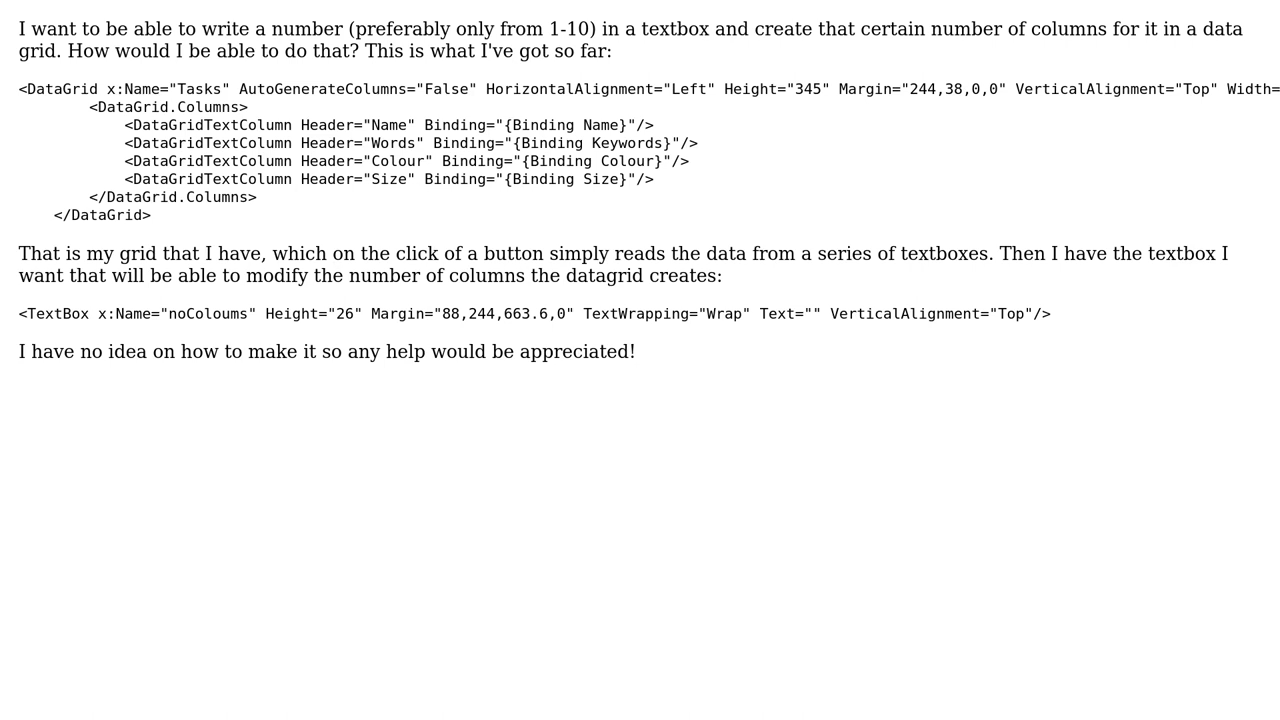 I want to be able to write a number (preferably only from 1-10) in a textbox and create that certain number of columns for it in a data
grid. How would I be able to do that? This is what I've got so far:
<DataGrid x:Name="Tasks" AutoGenerateColumns="False" HorizontalAlignment="Left" Height="345" Margin="244,38,0,0" VerticalAlignment="Top" Width=
        <DataGrid.Columns>
            <DataGridTextColumn Header="Name" Binding="{Binding Name}"/>
            <DataGridTextColumn Header="Words" Binding="{Binding Keywords}"/>
            <DataGridTextColumn Header="Colour" Binding="{Binding Colour}"/>
            <DataGridTextColumn Header="Size" Binding="{Binding Size}"/>
        </DataGrid.Columns>
    </DataGrid>
That is my grid that I have, which on the click of a button simply reads the data from a series of textboxes. Then I have the textbox I
want that will be able to modify the number of columns the datagrid creates:
<TextBox x:Name="noColoums" Height="26" Margin="88,244,663.6,0" TextWrapping="Wrap" Text="" VerticalAlignment="Top"/>
I have no idea on how to make it so any help would be appreciated!